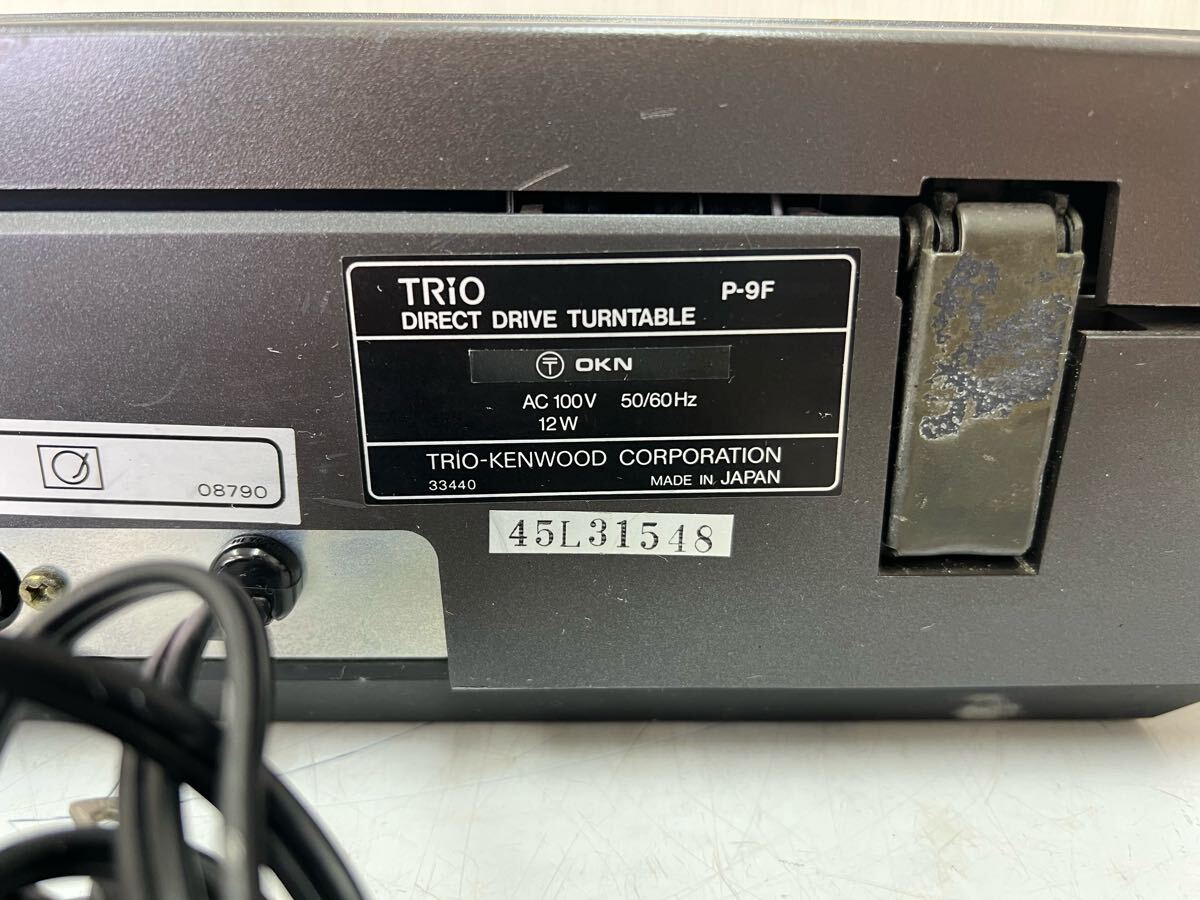 TRIO P-9F
DIRECT DRIVE TURNTABLE
〒 OKN
AC 100V 50/60Hz
12W
TRIO-KENWOOD CORPORATION
33440 MADE IN JAPAN
08790
45L31548